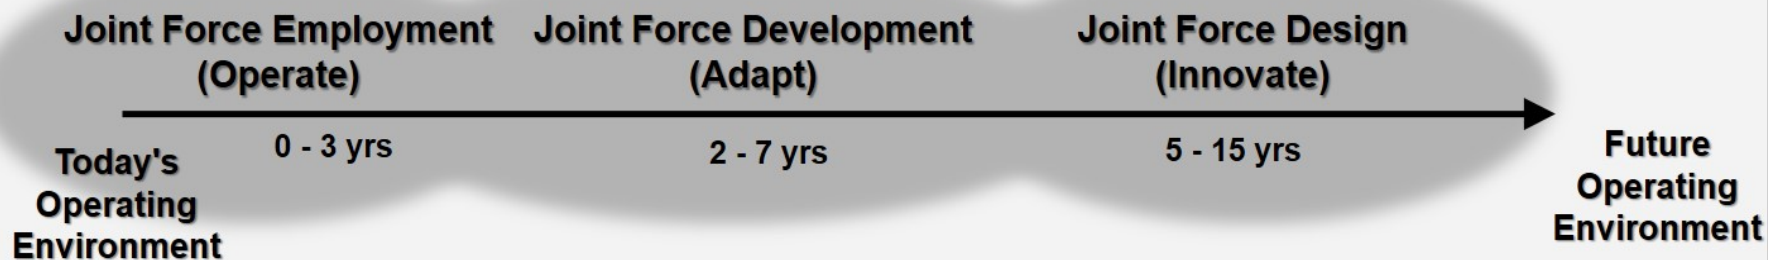 Joint Force Employment
(Operate)
Joint Force Development
(Adapt)
Joint Force Design
(Innovate)
0 - 3 yrs
2 - 7 yrs
5 - 15 yrs
Today's
Operating
Environment
Future
Operating
Environment